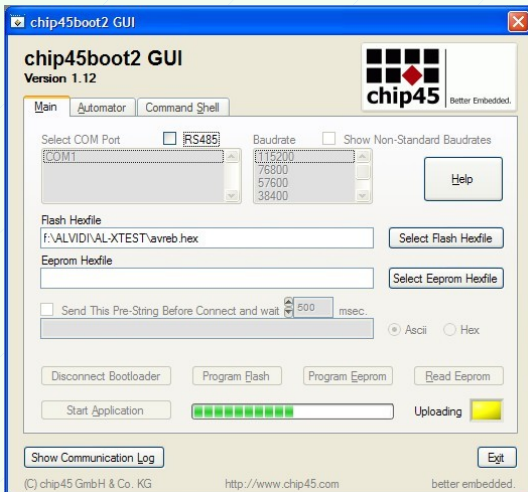 chip45boot2 GUI
chip45boot2 GUI
Version 1.12
chip45 Better Embedded.
Main Automator Command Shell
Select COM Port RS485 Baudrate Show Non-Standard Baudrates
COM1 115200
76800
57600
38400
Help
Flash Hexfile
f:\ALVIDI\AL-XTEST\avreb.hex Select Flash Hexfile
Eeprom Hexfile
Select Eeprom Hexfile
Send This Pre-String Before Connect and wait 500 msec.
Ascii Hex
Disconnect Bootloader Program Flash Program Eeprom Read Eeprom
Start Application Uploading
Show Communication Log Exit
(C) chip45 GmbH & Co. KG http://www.chip45.com better embedded.